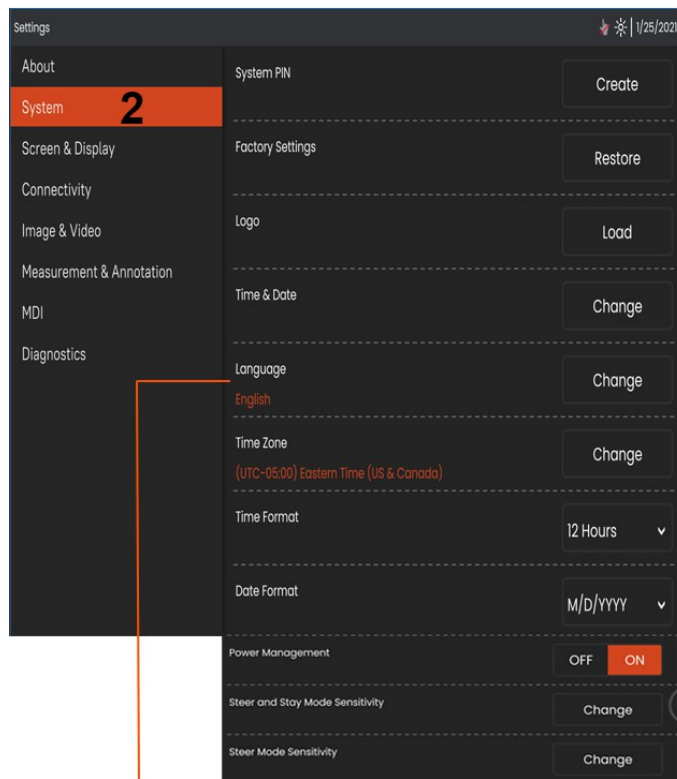 Settings
1/25/2021
About
System 2
Screen & Display
Connectivity
Image & Video
Measurement & Annotation
MDI
Diagnostics
System PIN
Create
Factory Settings
Restore
Logo
Load
Time & Date
Change
Language
English
Change
Time Zone
(UTC-05:00) Eastern Time (US & Canada)
Change
Time Format
12 Hours
Date Format
M/D/YYYY
Power Management
OFF ON
Steer and Stay Mode Sensitivity
Change
Steer Mode Sensitivity
Change